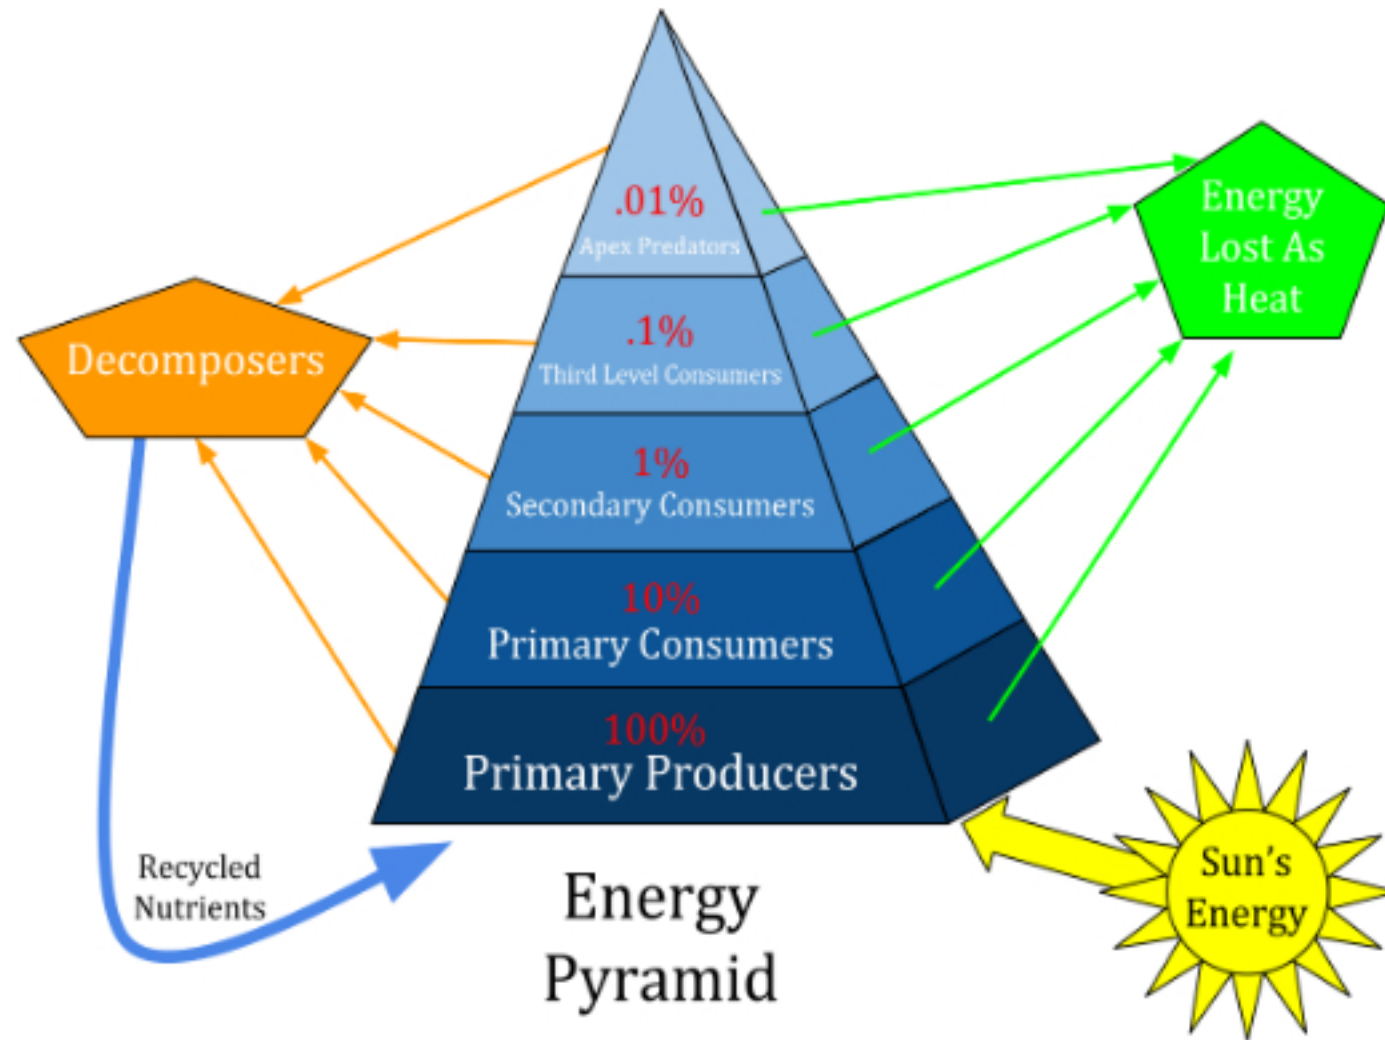 .01%
Apex Predators
Energy
Lost As
Heat
.1%
Third Level Consumers
Decomposers
1%
Secondary Consumers
10%
Primary Consumers
100%
Primary Producers
Recycled
Nutrients
Sun's
Energy
Energy
Pyramid